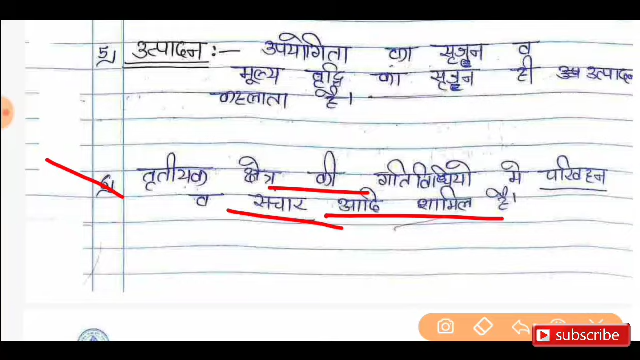 5) उत्पादन :- उपयोगिता का सृजन व
मूल्य वृद्धि का सृजन ही उत्पादन
कहलाता है।
6) तृतीयक क्षेत्र की गतिविधियो मे परिवहन
व संचार आदि शामिल है।
subscribe